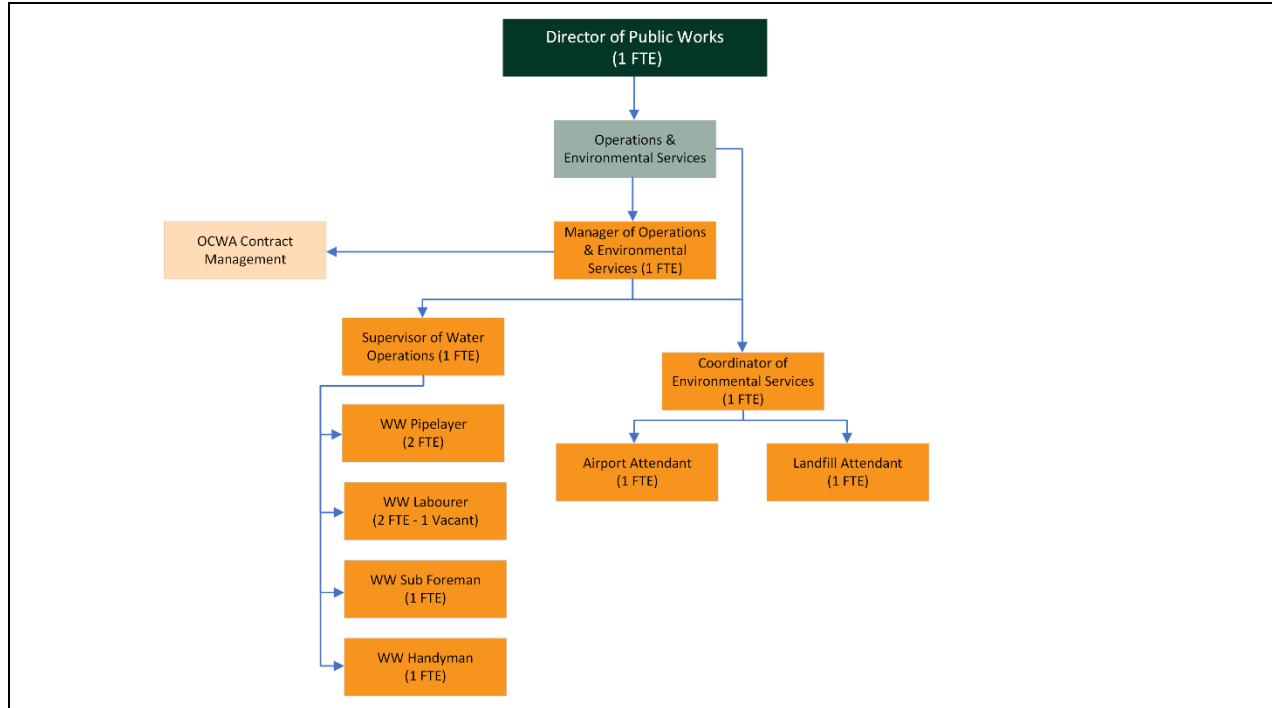 Director of Public Works
(1 FTE)
Operations &
Environmental Services
OCWA Contract
Management
Manager of Operations
& Environmental
Services (1 FTE)
Supervisor of Water
Operations (1 FTE)
Coordinator of
Environmental Services
(1 FTE)
WW Pipelayer
(2 FTE)
Airport Attendant
(1 FTE)
Landfill Attendant
(1 FTE)
WW Labourer
(2 FTE - 1 Vacant)
WW Sub Foreman
(1 FTE)
WW Handyman
(1 FTE)